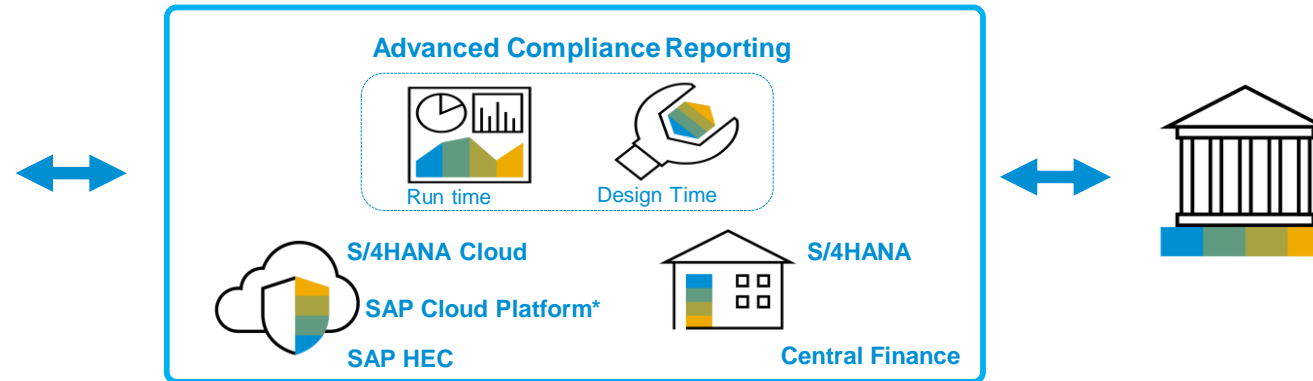 Advanced Compliance Reporting
Run time
Design Time
S/4HANA Cloud
SAP Cloud Platform*
SAP HEC
S/4HANA
Central Finance